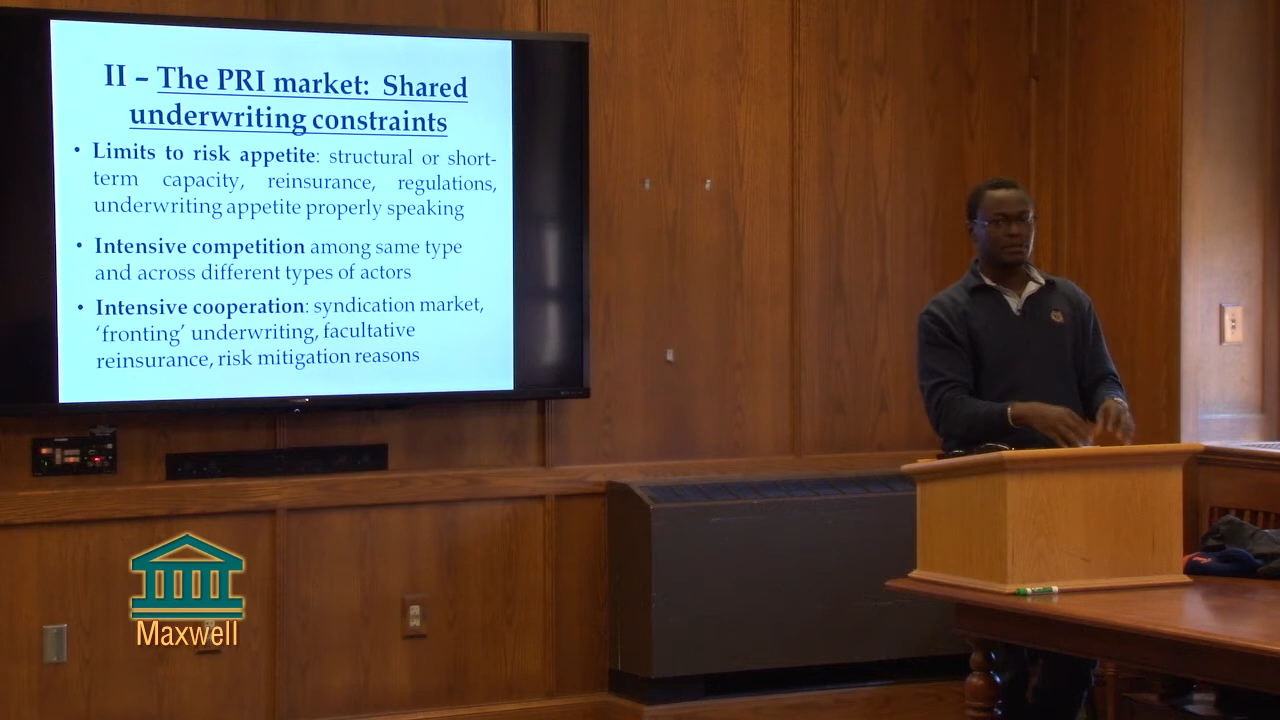 II – The PRI market: Shared
underwriting constraints
• Limits to risk appetite: structural or short-
term capacity, reinsurance, regulations,
underwriting appetite properly speaking
• Intensive competition among same type
and across different types of actors
• Intensive cooperation: syndication market,
‘fronting’ underwriting, facultative
reinsurance, risk mitigation reasons
Maxwell